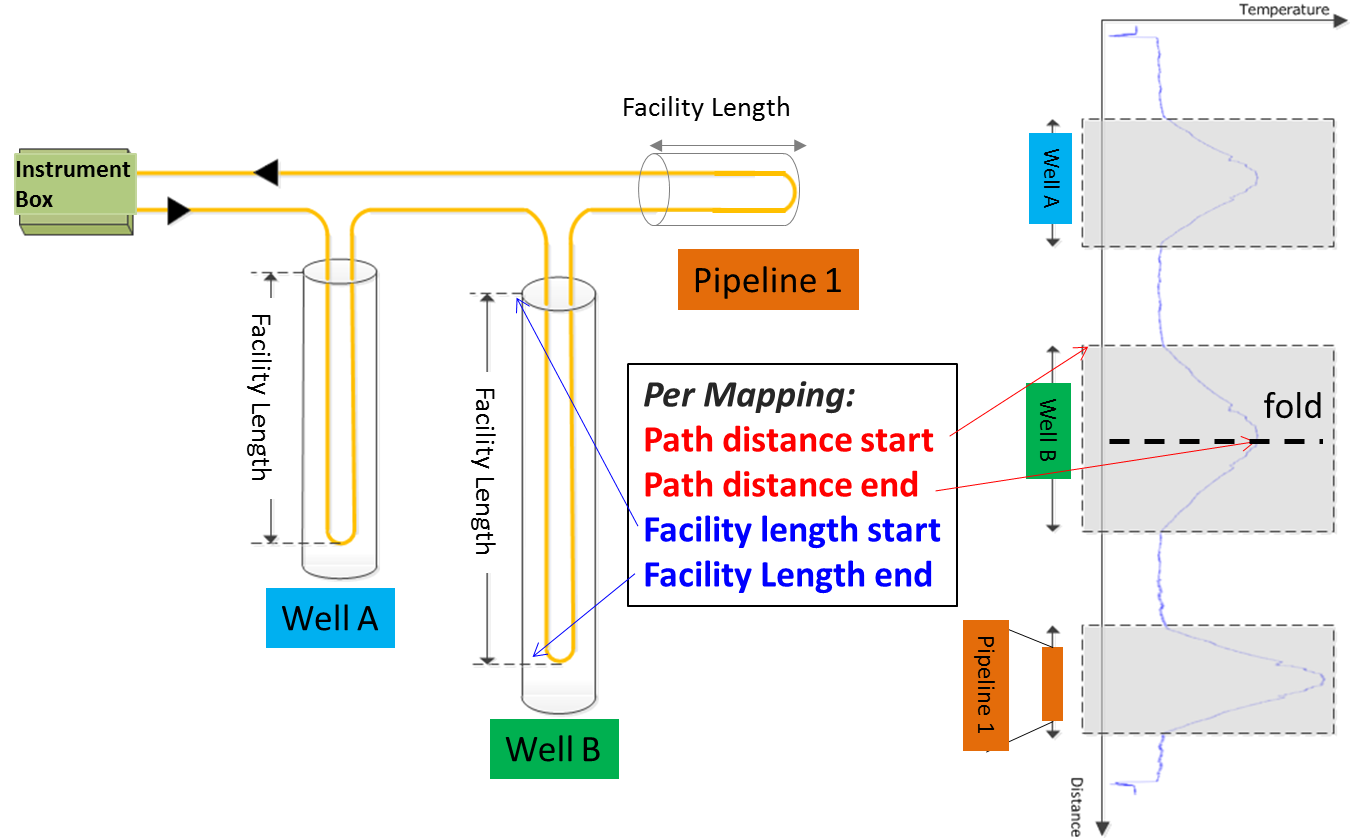 Temperature
Facility Length
Instrument
Box
Well A
Pipeline 1
Facility Length
Facility Length
Per Mapping:
Path distance start
Path distance end
Facility length start
Facility Length end
Well B
fold
Well A
Pipeline 1
Well B
Distance